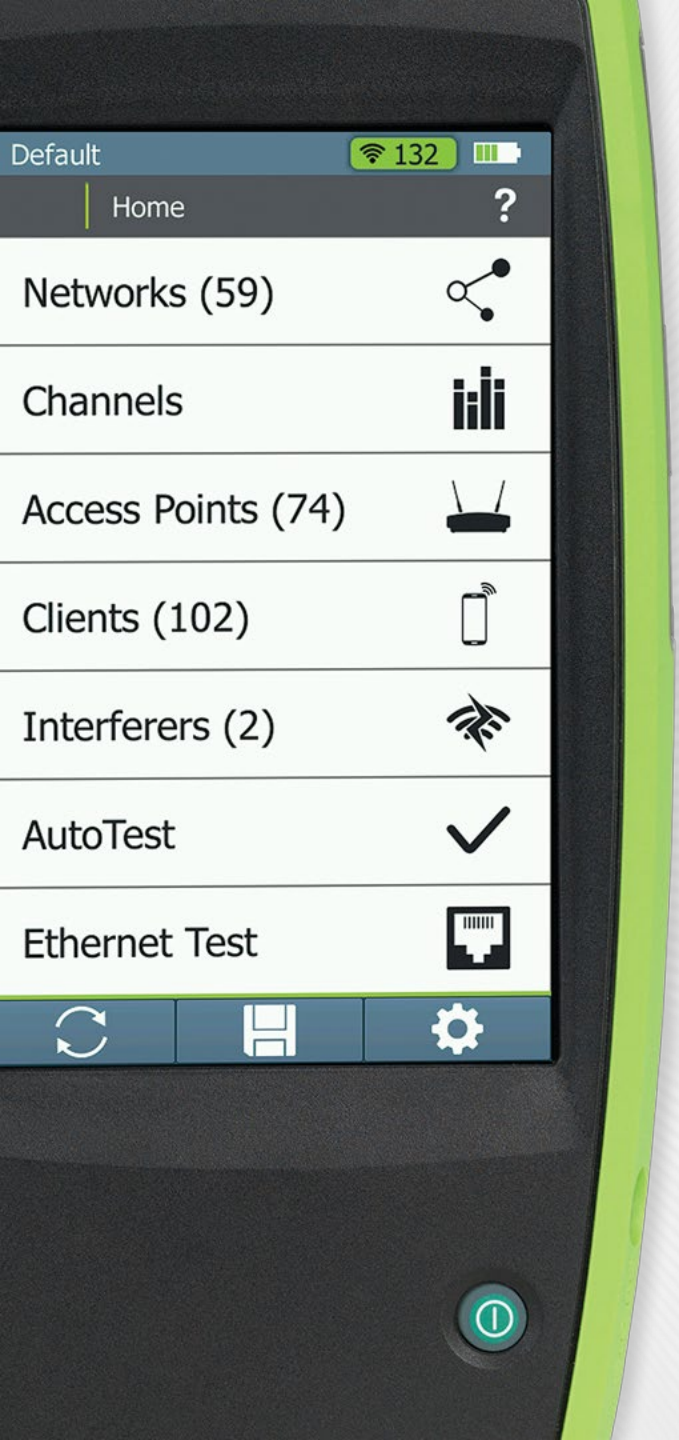 Default
132
Home
?
Networks (59)
Channels
Access Points (74)
Clients (102)
Interferers (2)
AutoTest
Ethernet Test